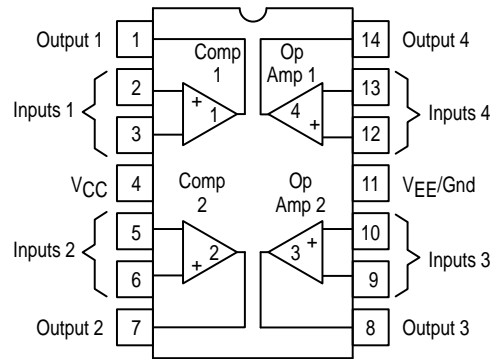 Output 1 1 Comp 1 Op Amp 1 14 Output 4
Inputs 1 2 + 1 4 + 13 Inputs 4
3 12
VCC 4 Comp 2 Op Amp 2 11 VEE/Gnd
Inputs 2 5 + 2 3 + 10 Inputs 3
6 9
Output 2 7 8 Output 3